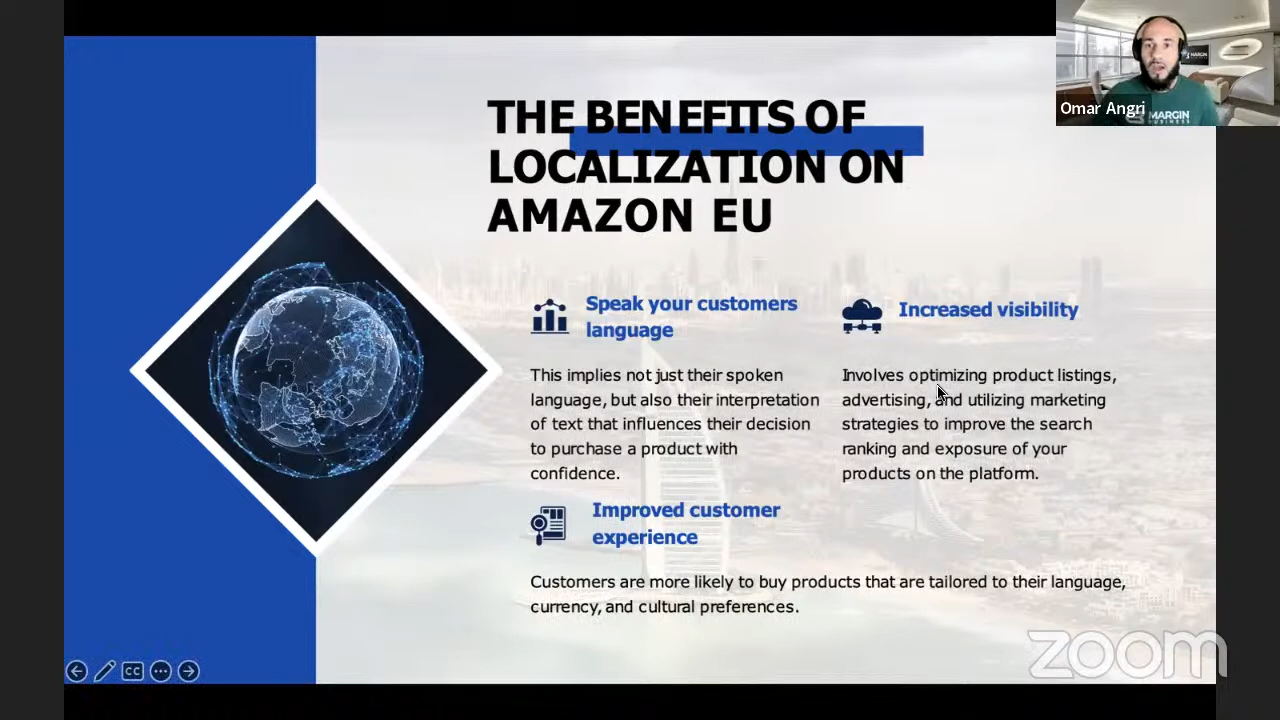 THE BENEFITS OF
LOCALIZATION ON
AMAZON EU
Speak your customers
language
This implies not just their spoken
language, but also their interpretation
of text that influences their decision
to purchase a product with
confidence.
Increased visibility
Involves optimizing product listings,
advertising, and utilizing marketing
strategies to improve the search
ranking and exposure of your
products on the platform.
Improved customer
experience
Customers are more likely to buy products that are tailored to their language,
currency, and cultural preferences.
Omar Angri
MARGIN
BUSINESS
MARGIN
CC
zoom